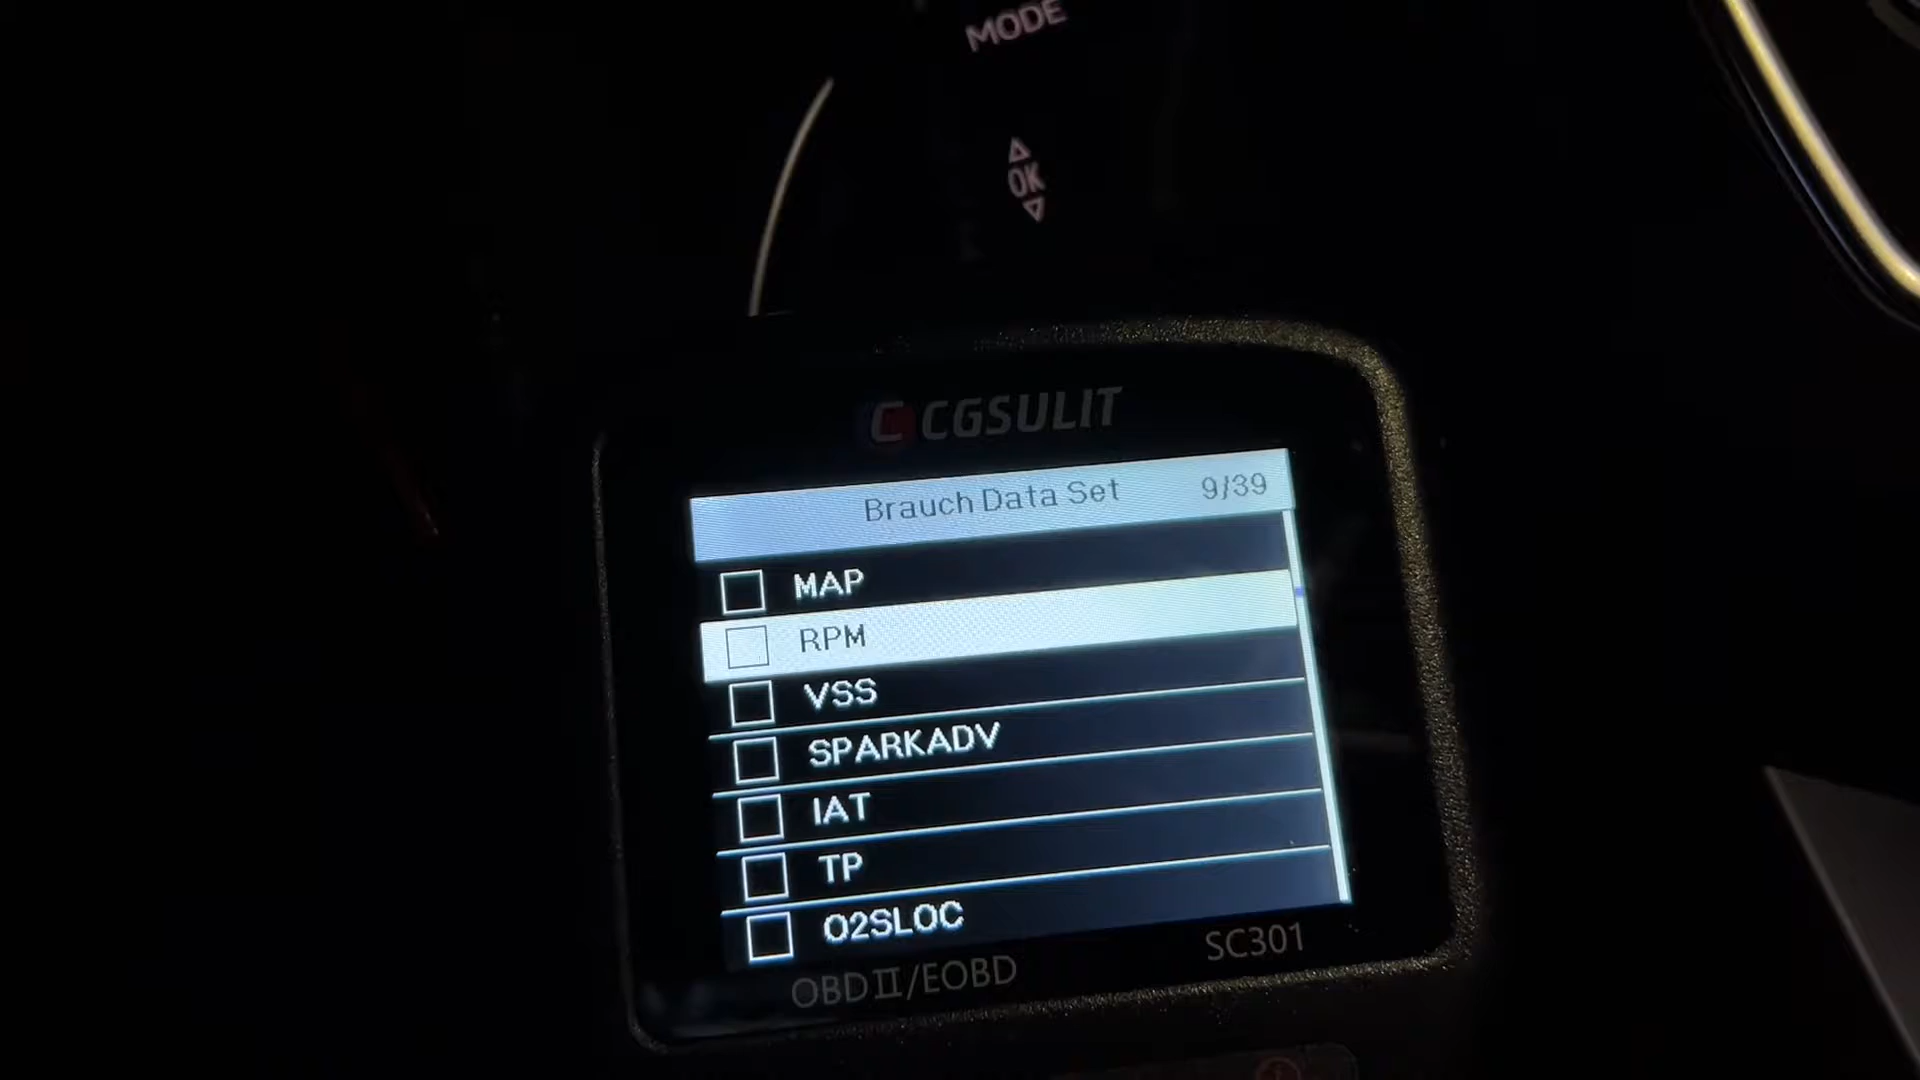 MODE
OK
CGSULIT
Brauch Data Set 9/39
MAP
RPM
VSS
SPARKADV
IAT
TP
O2SLOC
OBDII/EOBD SC301